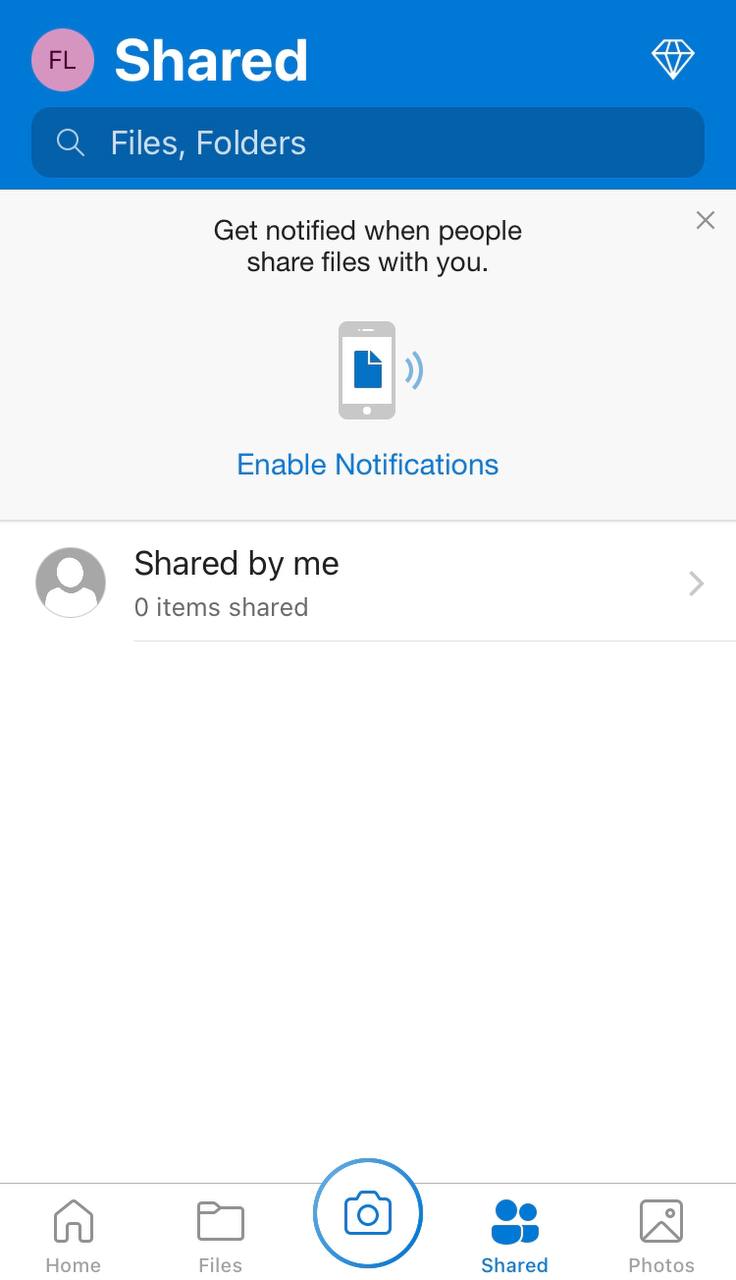 FL
Shared
Files, Folders
Get notified when people
share files with you.
Enable Notifications
Shared by me
0 items shared
Home
Files
Shared
Photos